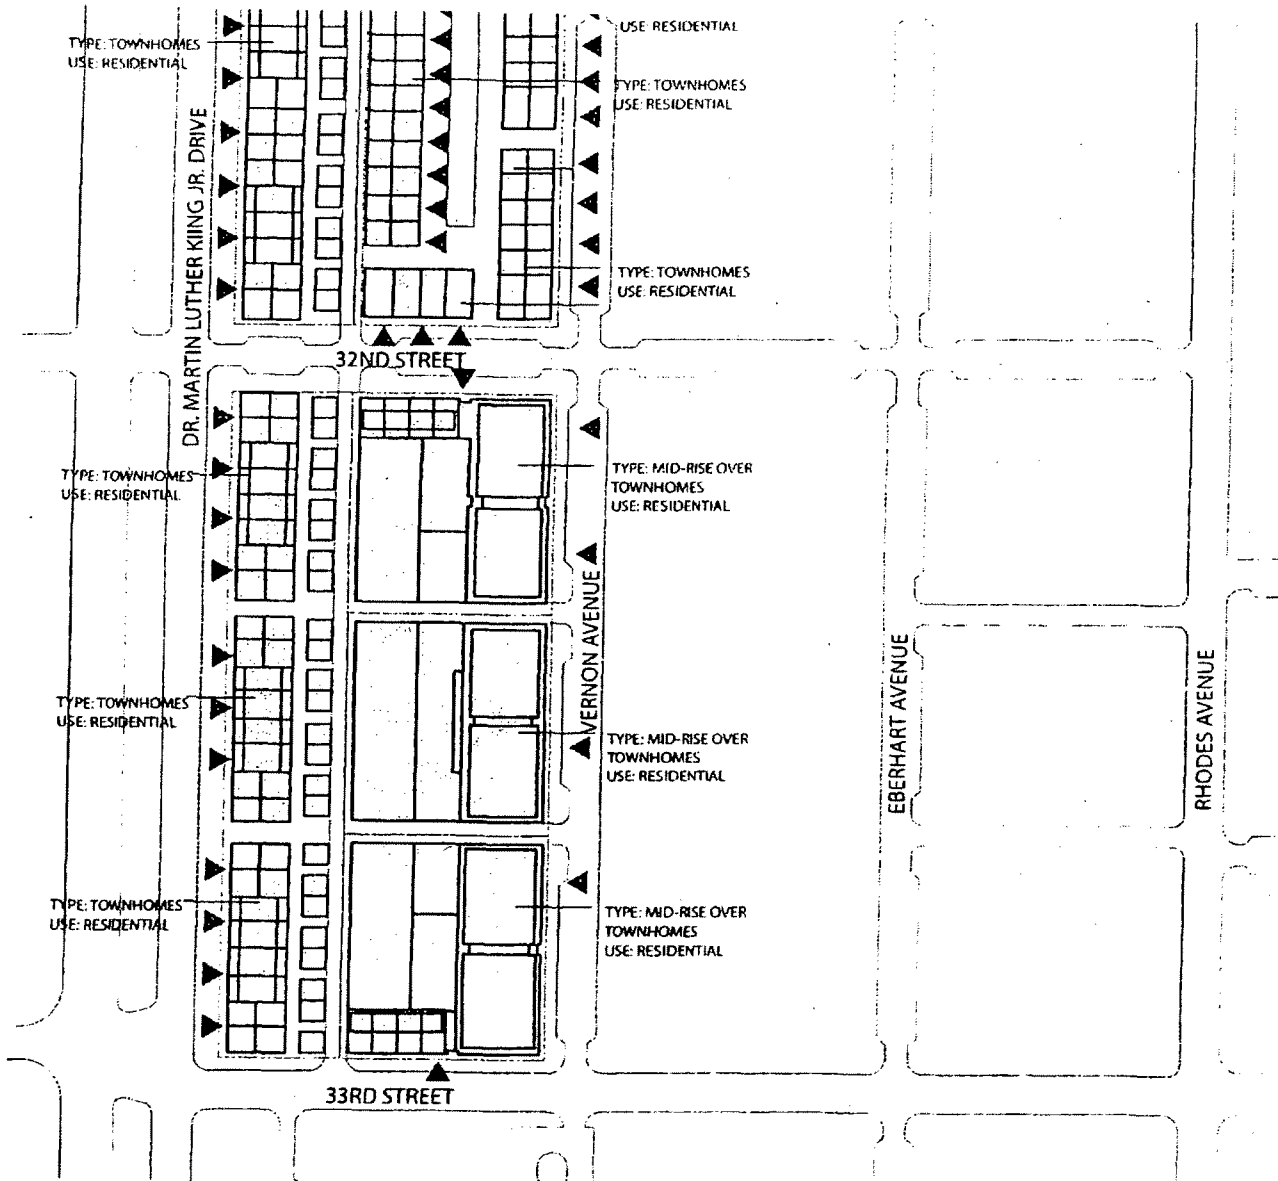 USE: RESIDENTIAL
TYPE: TOWNHOMES
USE: RESIDENTIAL
TYPE: TOWNHOMES
USE: RESIDENTIAL
DR. MARTIN LUTHER KIING JR. DRIVE
TYPE: TOWNHOMES
USE: RESIDENTIAL
32ND STREET
TYPE: TOWNHOMES
USE: RESIDENTIAL
TYPE: MID-RISE OVER
TOWNHOMES
USE: RESIDENTIAL
VERNON AVENUE
EBERHART AVENUE
RHODES AVENUE
TYPE: TOWNHOMES
USE: RESIDENTIAL
TYPE: MID-RISE OVER
TOWNHOMES
USE: RESIDENTIAL
TYPE: TOWNHOMES
USE: RESIDENTIAL
TYPE: MID-RISE OVER
TOWNHOMES
USE: RESIDENTIAL
33RD STREET